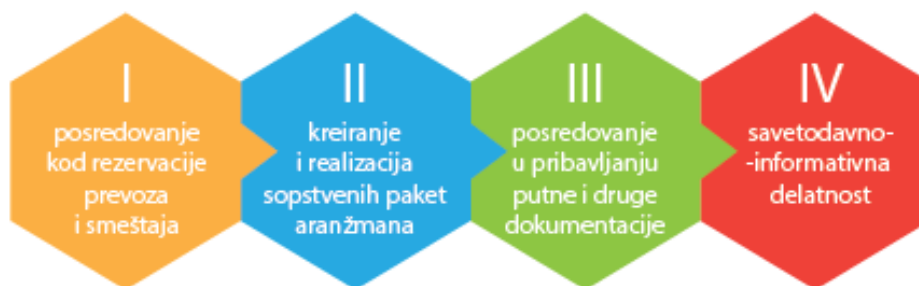 I
posredovanje
kod rezervacije
prevoza
i smeštaja
II
kreiranje
i realizacija
sopstvenih paket
aranžmana
III
posredovanje
u pribavljanju
putne i druge
dokumentacije
IV
savetodavno-
-informativna
delatnost